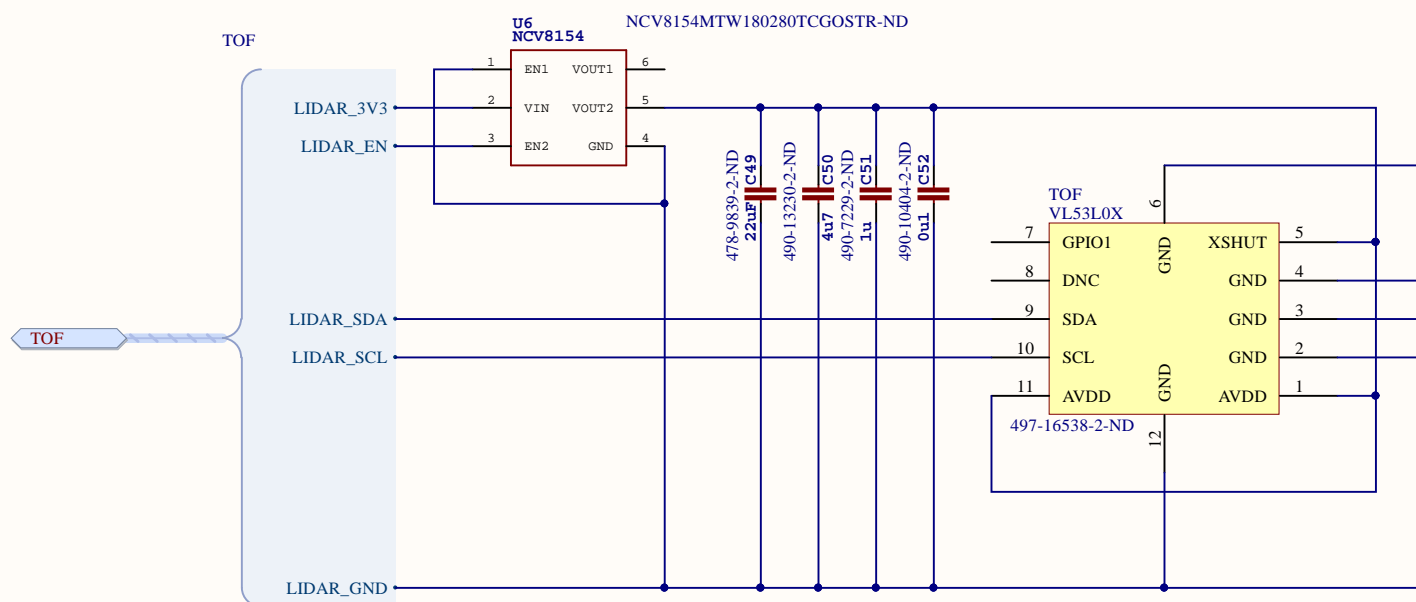 TOF
U6
NCV8154
NCV8154MTW180280TCGOSTR-ND
1 EN1 VOUT1 6
2 VIN VOUT2 5
3 EN2 GND 4
LIDAR_3V3
LIDAR_EN
LIDAR_SDA
LIDAR_SCL
LIDAR_GND
TOF
478-9839-2-ND
22uF C49
490-13230-2-ND
4u7 C50
490-7229-2-ND
1u C51
490-10404-2-ND
0u1 C52
TOF
VL53L0X
6
GND
7 GPIO1 XSHUT 5
8 DNC GND 4
9 SDA GND 3
10 SCL GND 2
11 AVDD AVDD 1
GND
12
497-16538-2-ND